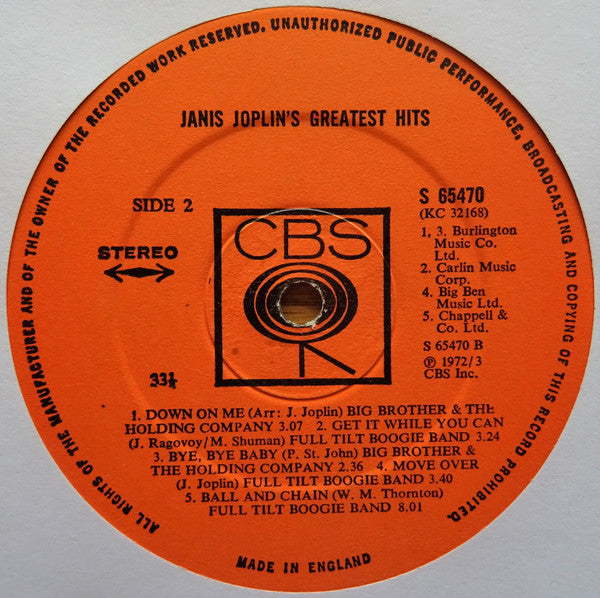 ALL RIGHTS OF THE MANUFACTURER AND OF THE OWNER OF THE RECORDED WORK RESERVED. UNAUTHORIZED PUBLIC PERFORMANCE, BROADCASTING AND COPYING OF THIS RECORD PROHIBITED.
JANIS JOPLIN'S GREATEST HITS
SIDE 2
STEREO
33⅓
CBS
S 65470
(KC 32168)
1, 3. Burlington
Music Co.
Ltd.
2. Carlin Music
Corp.
4. Big Ben
Music Ltd.
5. Chappell &
Co. Ltd.
S 65470 B
℗ 1972/3
CBS Inc.
1. DOWN ON ME (Arr: J. Joplin) BIG BROTHER & THE
HOLDING COMPANY 3.07 2. GET IT WHILE YOU CAN
(J. Ragovoy/M. Shuman) FULL TILT BOOGIE BAND 3.24
3. BYE, BYE BABY (P. St. John) BIG BROTHER &
THE HOLDING COMPANY 2.36 4. MOVE OVER
(J. Joplin) FULL TILT BOOGIE BAND 3.40
5. BALL AND CHAIN (W. M. Thornton)
FULL TILT BOOGIE BAND 8.01
MADE IN ENGLAND